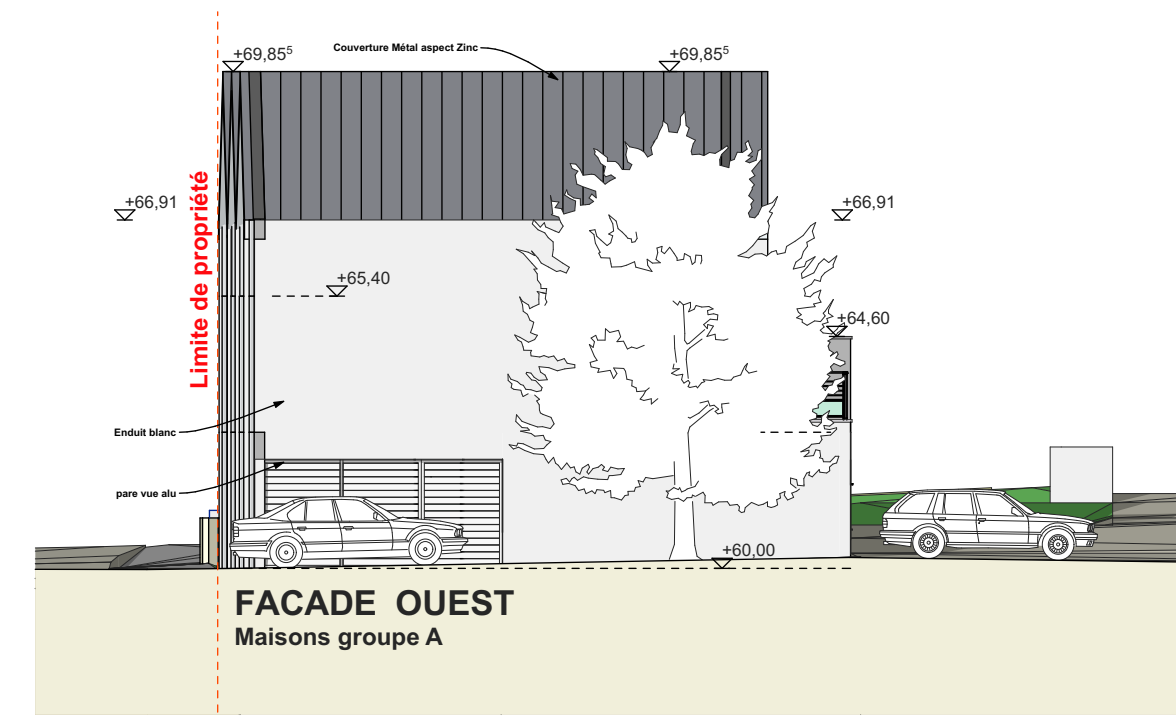 Couverture Métal aspect Zinc
+69,85⁵
+69,85⁵
+66,91
+66,91
Limite de propriété
+65,40
+64,60
Enduit blanc
pare vue alu
+60,00
FACADE OUEST
Maisons groupe A